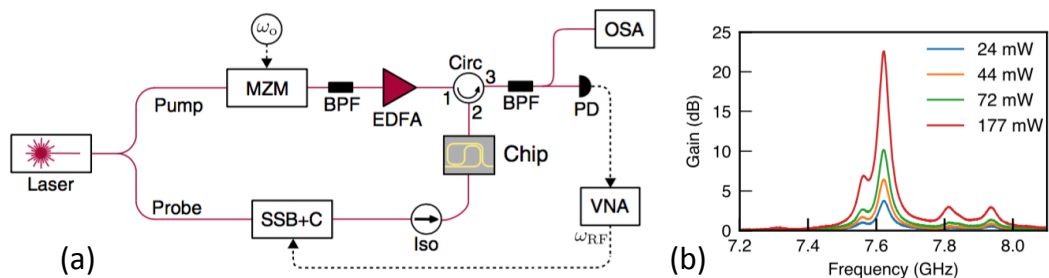 ω₀
MZM
BPF
EDFA
Circ
1
2
3
BPF
OSA
PD
Pump
Laser
Chip
Probe
SSB+C
Iso
VNA
ω_RF
(a)
(b)
25
20
15
10
5
0
Gain (dB)
24 mW
44 mW
72 mW
177 mW
7.2
7.4
7.6
7.8
8.0
Frequency (GHz)